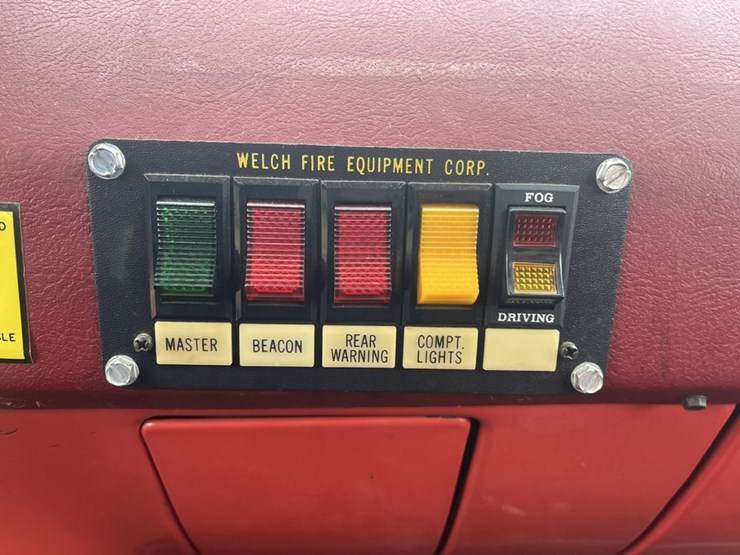 WELCH FIRE EQUIPMENT CORP.
FOG
DRIVING
MASTER
BEACON
REAR
WARNING
COMPT.
LIGHTS